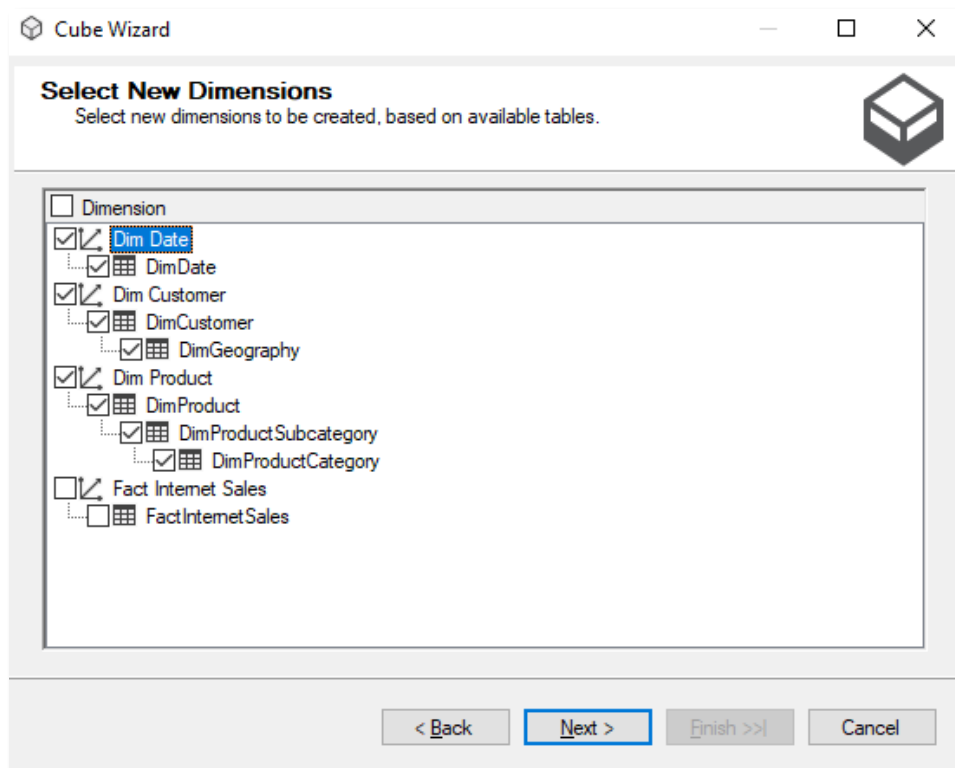 Cube Wizard
Select New Dimensions
Select new dimensions to be created, based on available tables.
Dimension
Dim Date
DimDate
Dim Customer
DimCustomer
DimGeography
Dim Product
DimProduct
DimProductSubcategory
DimProductCategory
Fact Internet Sales
FactInternetSales
< Back Next > Finish >>| Cancel